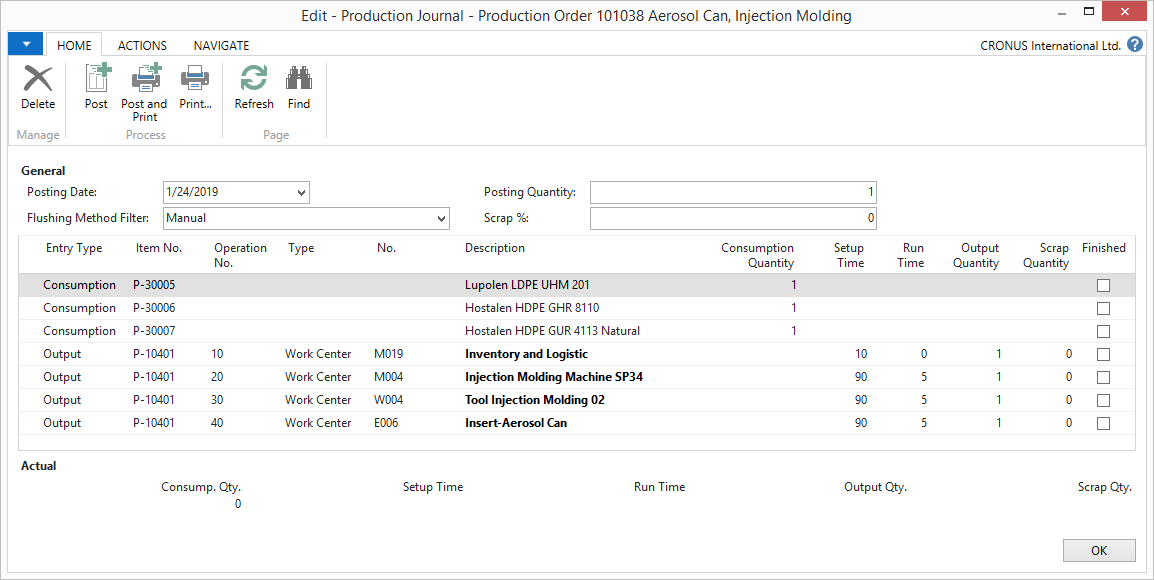 Edit - Production Journal - Production Order 101038 Aerosol Can, Injection Molding
HOME ACTIONS NAVIGATE CRONUS International Ltd. ?
Delete Post Post and Print Print... Refresh Find
Manage Process Page
General
Posting Date: 1/24/2019 Posting Quantity: 1
Flushing Method Filter: Manual Scrap %: 0
Entry Type Item No. Operation No. Type No. Description Consumption Quantity Setup Time Run Time Output Quantity Scrap Quantity Finished
Consumption P-30005 Lupolen LDPE UHM 201 1
Consumption P-30006 Hostalen HDPE GHR 8110 1
Consumption P-30007 Hostalen HDPE GUR 4113 Natural 1
Output P-10401 10 Work Center M019 Inventory and Logistic 10 0 1 0
Output P-10401 20 Work Center M004 Injection Molding Machine SP34 90 5 1 0
Output P-10401 30 Work Center W004 Tool Injection Molding 02 90 5 1 0
Output P-10401 40 Work Center E006 Insert-Aerosol Can 90 5 1 0
Actual
Consump. Qty. Setup Time Run Time Output Qty. Scrap Qty.
0
OK